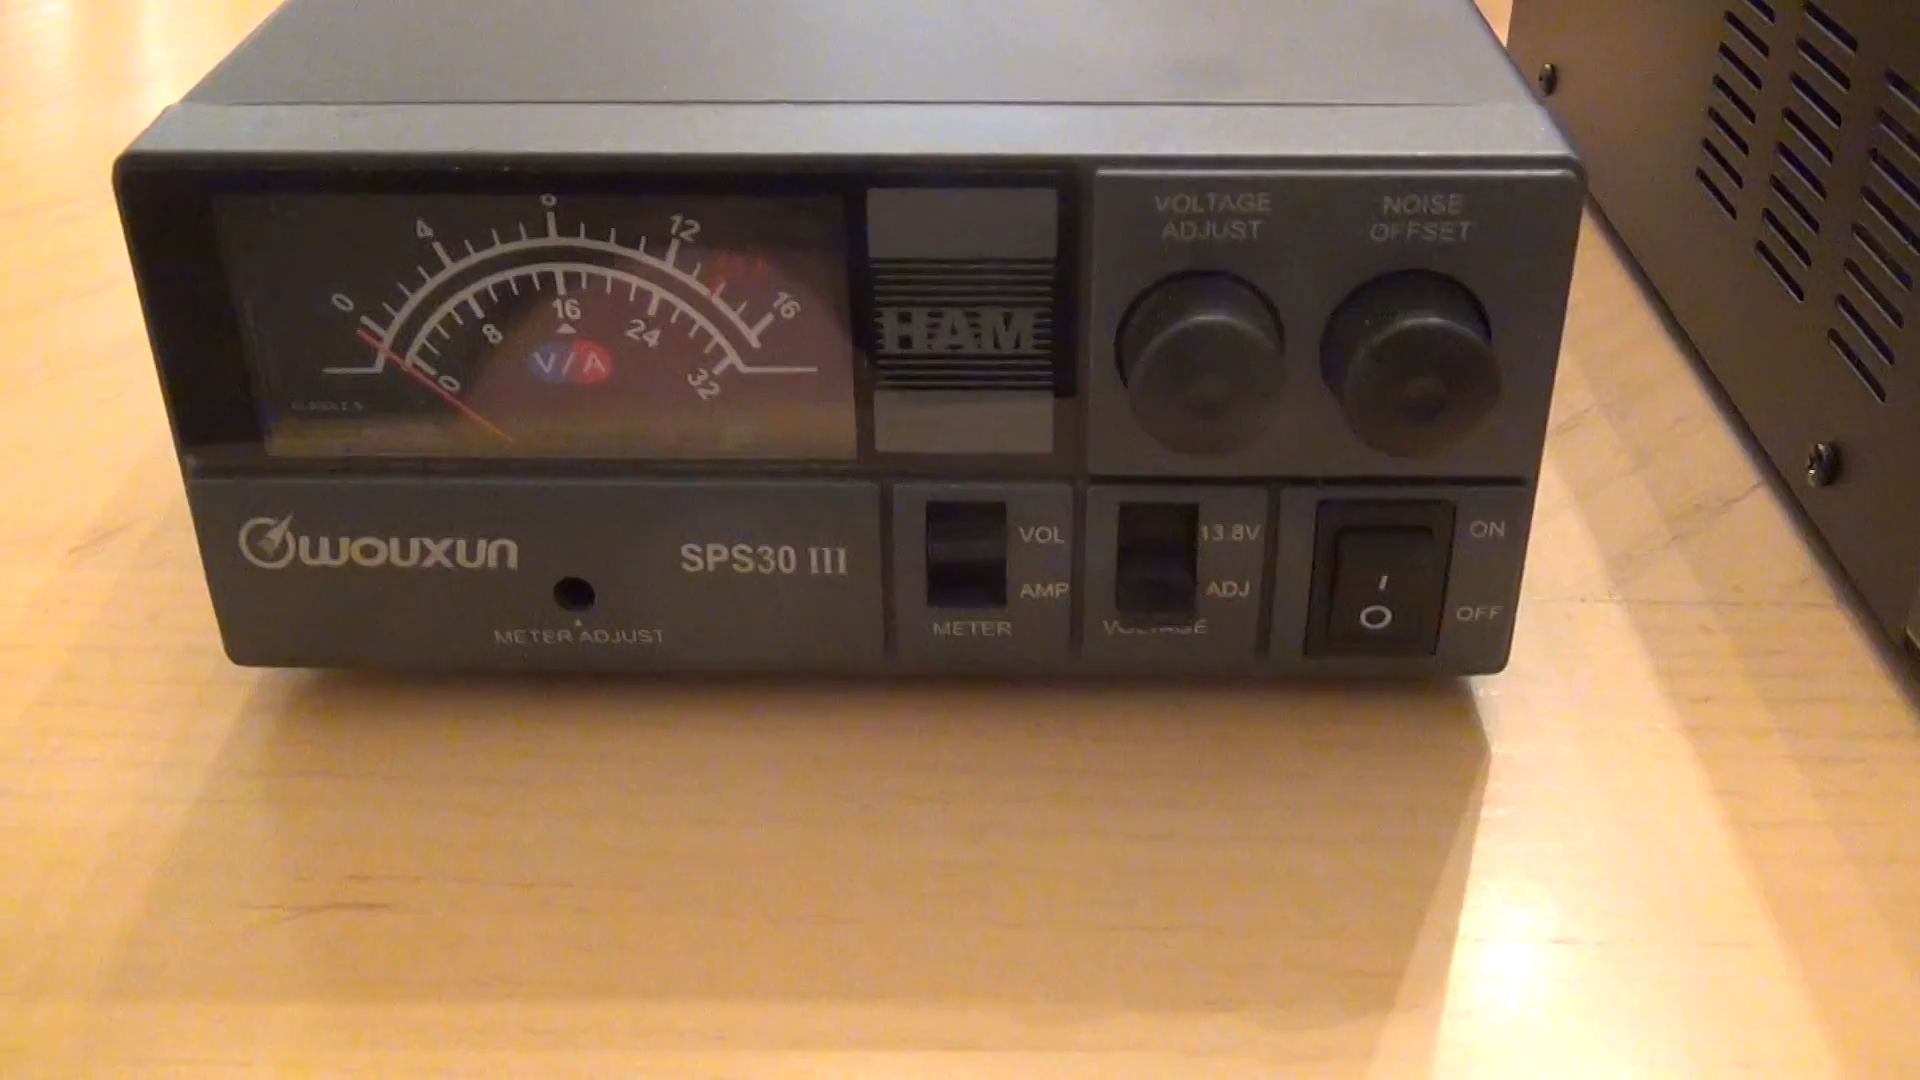 0 4 8 12 16
0 8 16 24 32
V/A
HAM
VOLTAGE
ADJUST
NOISE
OFFSET
WOUXUN
SPS30 III
METER ADJUST
VOL
AMP
METER
13.8V
ADJ
VOLTAGE
ON
OFF